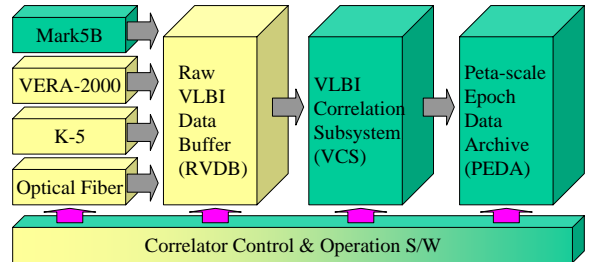 Mark5B
VERA-2000
K-5
Optical Fiber
Raw
VLBI
Data
Buffer
(RVDB)
VLBI
Correlation
Subsystem
(VCS)
Peta-scale
Epoch
Data
Archive
(PEDA)
Correlator Control & Operation S/W